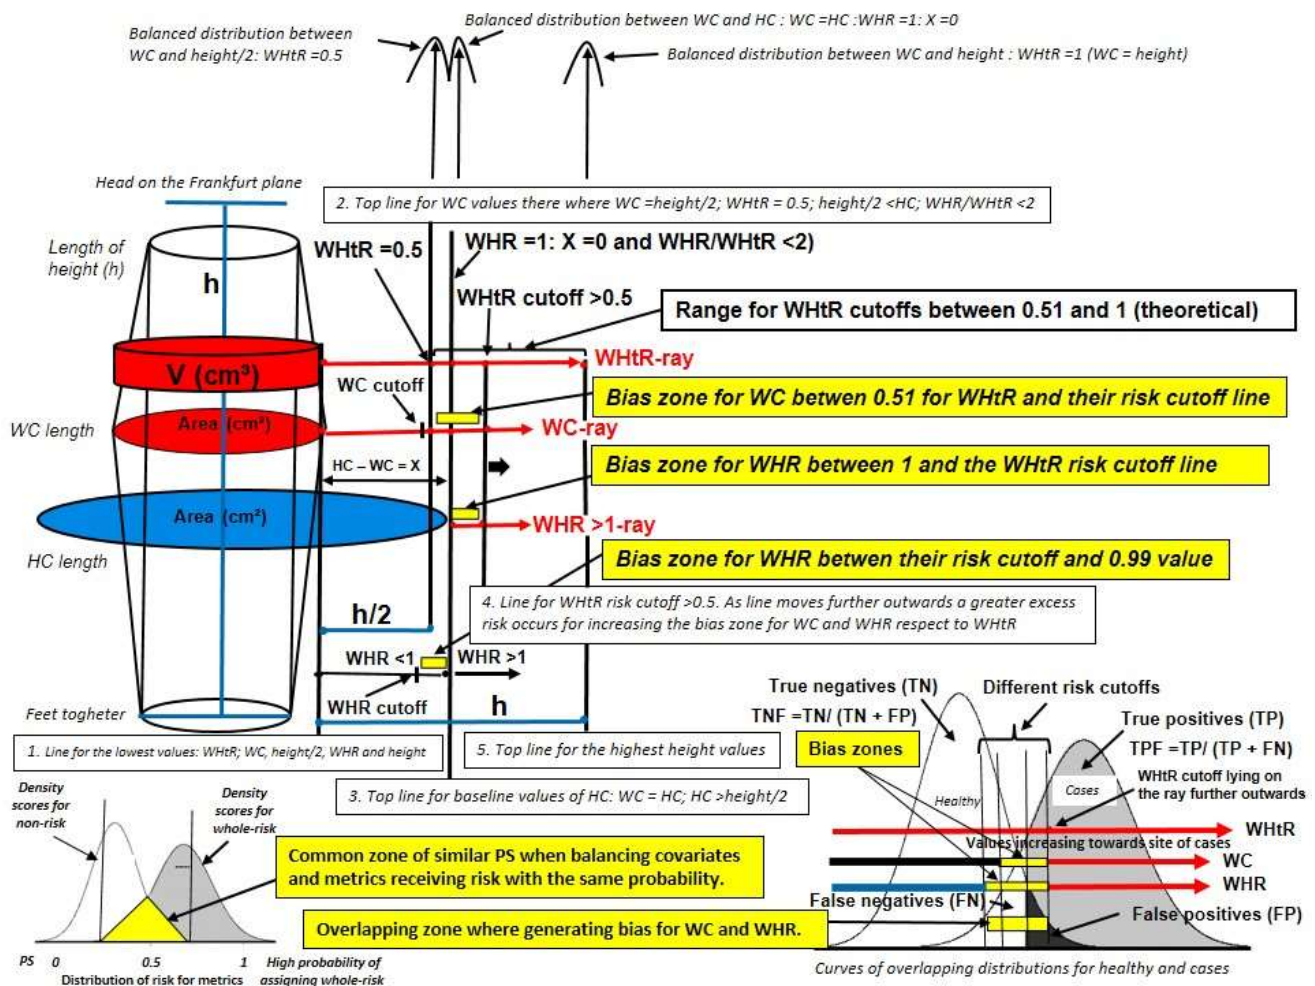 Balanced distribution between WC and HC : WC =HC :WHR =1: X =0
Balanced distribution between
WC and height/2: WHtR =0.5
Balanced distribution between WC and height : WHtR =1 (WC = height)
Head on the Frankfurt plane
2. Top line for WC values there where WC =height/2; WHtR = 0.5; height/2 <HC; WHR/WHtR <2
Length of
height (h)
h
WHtR =0.5
WHR =1: X =0 and WHR/WHtR <2)
WHtR cutoff >0.5
Range for WHtR cutoffs between 0.51 and 1 (theoretical)
WHtR-ray
V (cm³)
WC cutoff
Bias zone for WC betwen 0.51 for WHtR and their risk cutoff line
WC length
Area (cm²)
WC-ray
HC – WC = X
Bias zone for WHR between 1 and the WHtR risk cutoff line
Area (cm²)
WHR >1-ray
HC length
Bias zone for WHR betwen their risk cutoff and 0.99 value
h/2
4. Line for WHtR risk cutoff >0.5. As line moves further outwards a greater excess
risk occurs for increasing the bias zone for WC and WHR respect to WHtR
WHR <1
WHR >1
WHR cutoff
h
Feet togheter
1. Line for the lowest values: WHtR; WC, height/2, WHR and height
5. Top line for the highest height values
3. Top line for baseline values of HC: WC = HC; HC >height/2
True negatives (TN)
TNF =TN/ (TN + FP)
Different risk cutoffs
True positives (TP)
TPF =TP/ (TP + FN)
Bias zones
WHtR cutoff lying on
the ray further outwards
Healthy
Cases
WHtR
Values increasing towards site of cases
WC
WHR
False negatives (FN)
False positives (FP)
Curves of overlapping distributions for healthy and cases
Density
scores for
non-risk
Density
scores for
whole-risk
Common zone of similar PS when balancing covariates
and metrics receiving risk with the same probability.
Overlapping zone where generating bias for WC and WHR.
PS 0 0.5 1 High probability of
assigning whole-risk
Distribution of risk for metrics